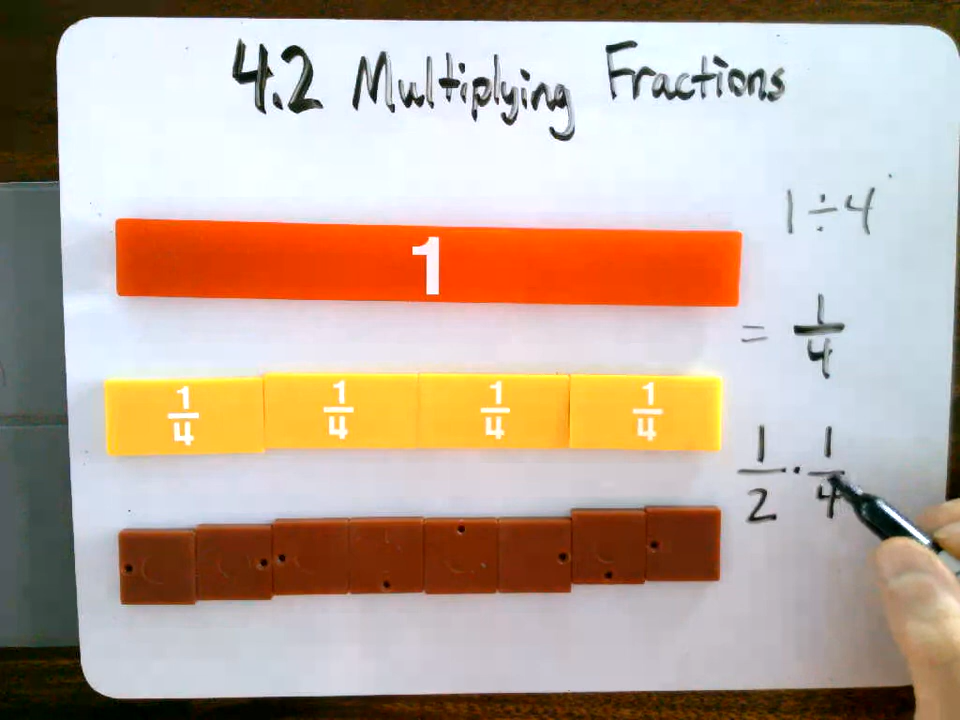 4.2 Multiplying Fractions
1 ÷ 4
1
= 1/4
1/4 1/4 1/4 1/4
1/2 · 1/4